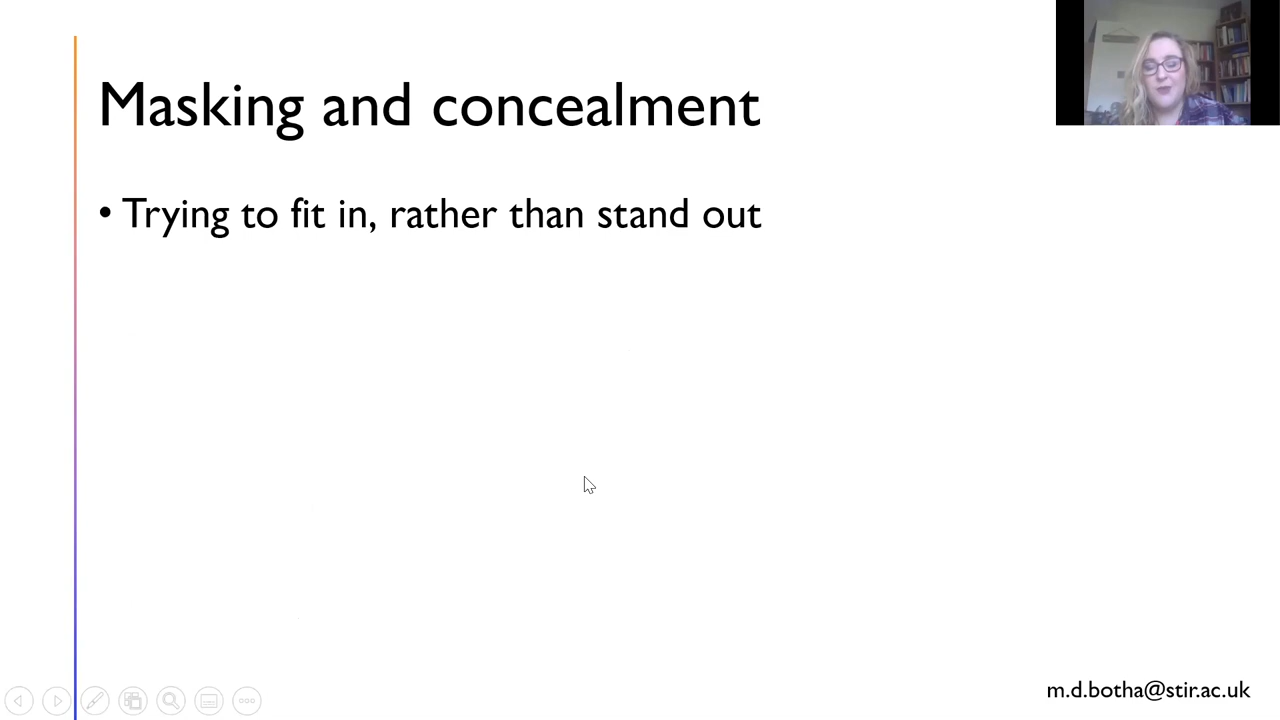 Masking and concealment
• Trying to fit in, rather than stand out
m.d.botha@stir.ac.uk